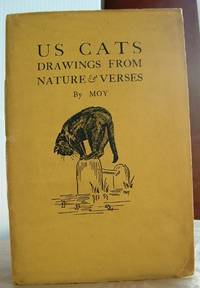 US CATS
DRAWINGS FROM
NATURE & VERSES
By MOY